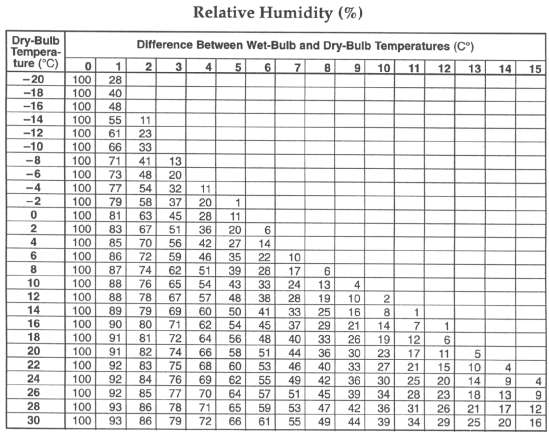 Relative Humidity (%)
Dry-Bulb Tempera-ture (°C) Difference Between Wet-Bulb and Dry-Bulb Temperatures (C°)
0 1 2 3 4 5 6 7 8 9 10 11 12 13 14 15
−20 100 28
−18 100 40
−16 100 48
−14 100 55 11
−12 100 61 23
−10 100 66 33
−8 100 71 41 13
−6 100 73 48 20
−4 100 77 54 32 11
−2 100 79 58 37 20 1
0 100 81 63 45 28 11
2 100 83 67 51 36 20 6
4 100 85 70 56 42 27 14
6 100 86 72 59 46 35 22 10
8 100 87 74 62 51 39 28 17 6
10 100 88 76 65 54 43 33 24 13 4
12 100 88 78 67 57 48 38 28 19 10 2
14 100 89 79 69 60 50 41 33 25 16 8 1
16 100 90 80 71 62 54 45 37 29 21 14 7 1
18 100 91 81 72 64 56 48 40 33 26 19 12 6
20 100 91 82 74 66 58 51 44 36 30 23 17 11 5
22 100 92 83 75 68 60 53 46 40 33 27 21 15 10 4
24 100 92 84 76 69 62 55 49 42 36 30 25 20 14 9 4
26 100 92 85 77 70 64 57 51 45 39 34 28 23 18 13 9
28 100 93 86 78 71 65 59 53 47 42 36 31 26 21 17 12
30 100 93 86 79 72 66 61 55 49 44 39 34 29 25 20 16